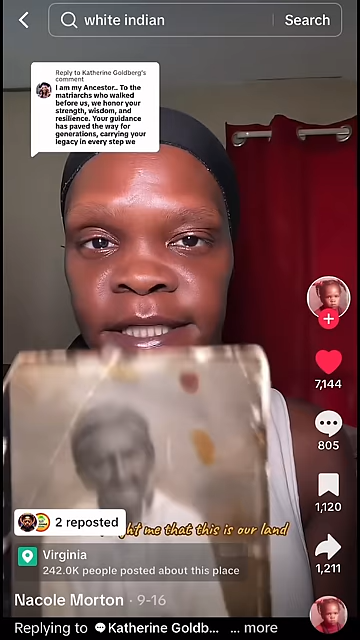 white indian
Search
Reply to Katherine Goldberg's
comment
I am my Ancestor.. To the
matriarchs who walked
before us, we honor your
strength, wisdom, and
resilience. Your guidance
has paved the way for
generations, carrying your
legacy in every step we
7,144
805
1,120
1,211
2 reposted
me that this is our land
Virginia
242.0K people posted about this place
Nacole Morton · 9-16
Replying to 💬Katherine Goldb... ... more